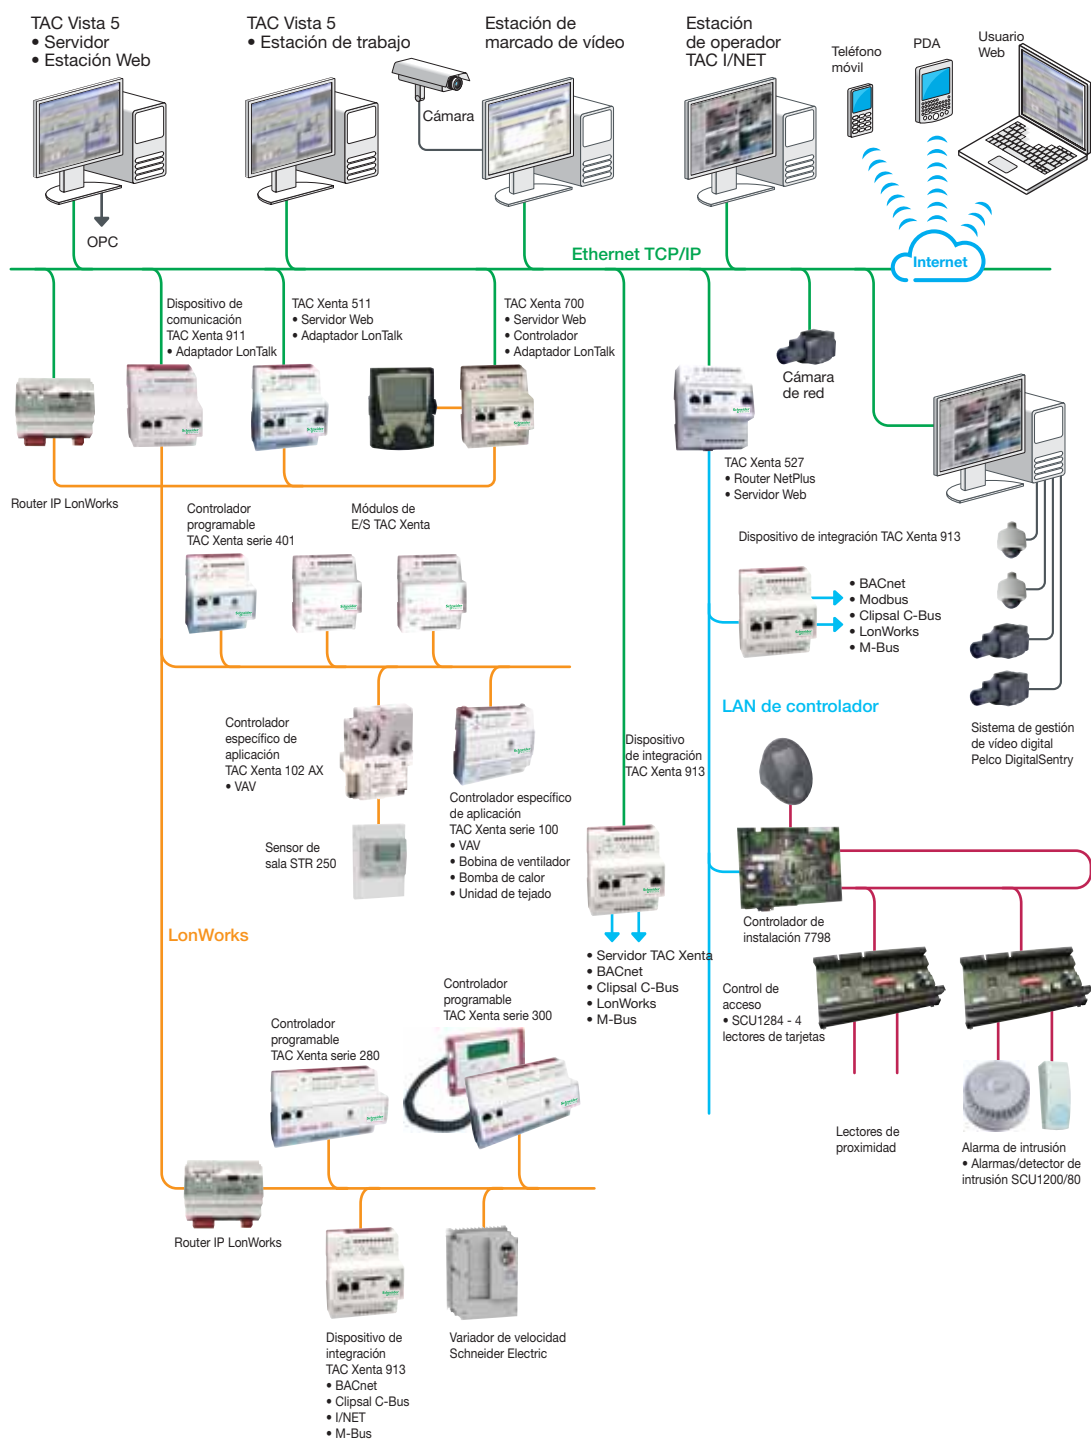 TAC Vista 5
• Servidor
• Estación Web
TAC Vista 5
• Estación de trabajo
Estación de
marcado de vídeo
Estación
de operador
TAC I/NET
Teléfono
móvil
PDA
Usuario
Web
Cámara
OPC
Ethernet TCP/IP
Internet
Dispositivo de
comunicación
TAC Xenta 911
• Adaptador LonTalk
TAC Xenta 511
• Servidor Web
• Adaptador LonTalk
TAC Xenta 700
• Servidor Web
• Controlador
• Adaptador LonTalk
Cámara
de red
Router IP LonWorks
TAC Xenta 527
• Router NetPlus
• Servidor Web
Controlador
programable
TAC Xenta serie 401
Módulos de
E/S TAC Xenta
Dispositivo de integración TAC Xenta 913
• BACnet
• Modbus
• Clipsal C-Bus
• LonWorks
• M-Bus
LAN de controlador
Sistema de gestión
de vídeo digital
Pelco DigitalSentry
Controlador
específico de
aplicación
TAC Xenta 102 AX
• VAV
Dispositivo
de integración
TAC Xenta 913
Controlador específico
de aplicación
TAC Xenta serie 100
• VAV
• Bobina de ventilador
• Bomba de calor
• Unidad de tejado
Sensor de
sala STR 250
Controlador de
instalación 7798
LonWorks
• Servidor TAC Xenta
• BACnet
• Clipsal C-Bus
• LonWorks
• M-Bus
Control de
acceso
• SCU1284 - 4
lectores de tarjetas
Controlador
programable
TAC Xenta serie 300
Controlador
programable
TAC Xenta serie 280
Lectores de
proximidad
Alarma de intrusión
• Alarmas/detector de
intrusión SCU1200/80
Router IP LonWorks
Dispositivo de
integración
TAC Xenta 913
• BACnet
• Clipsal C-Bus
• I/NET
• M-Bus
Variador de velocidad
Schneider Electric